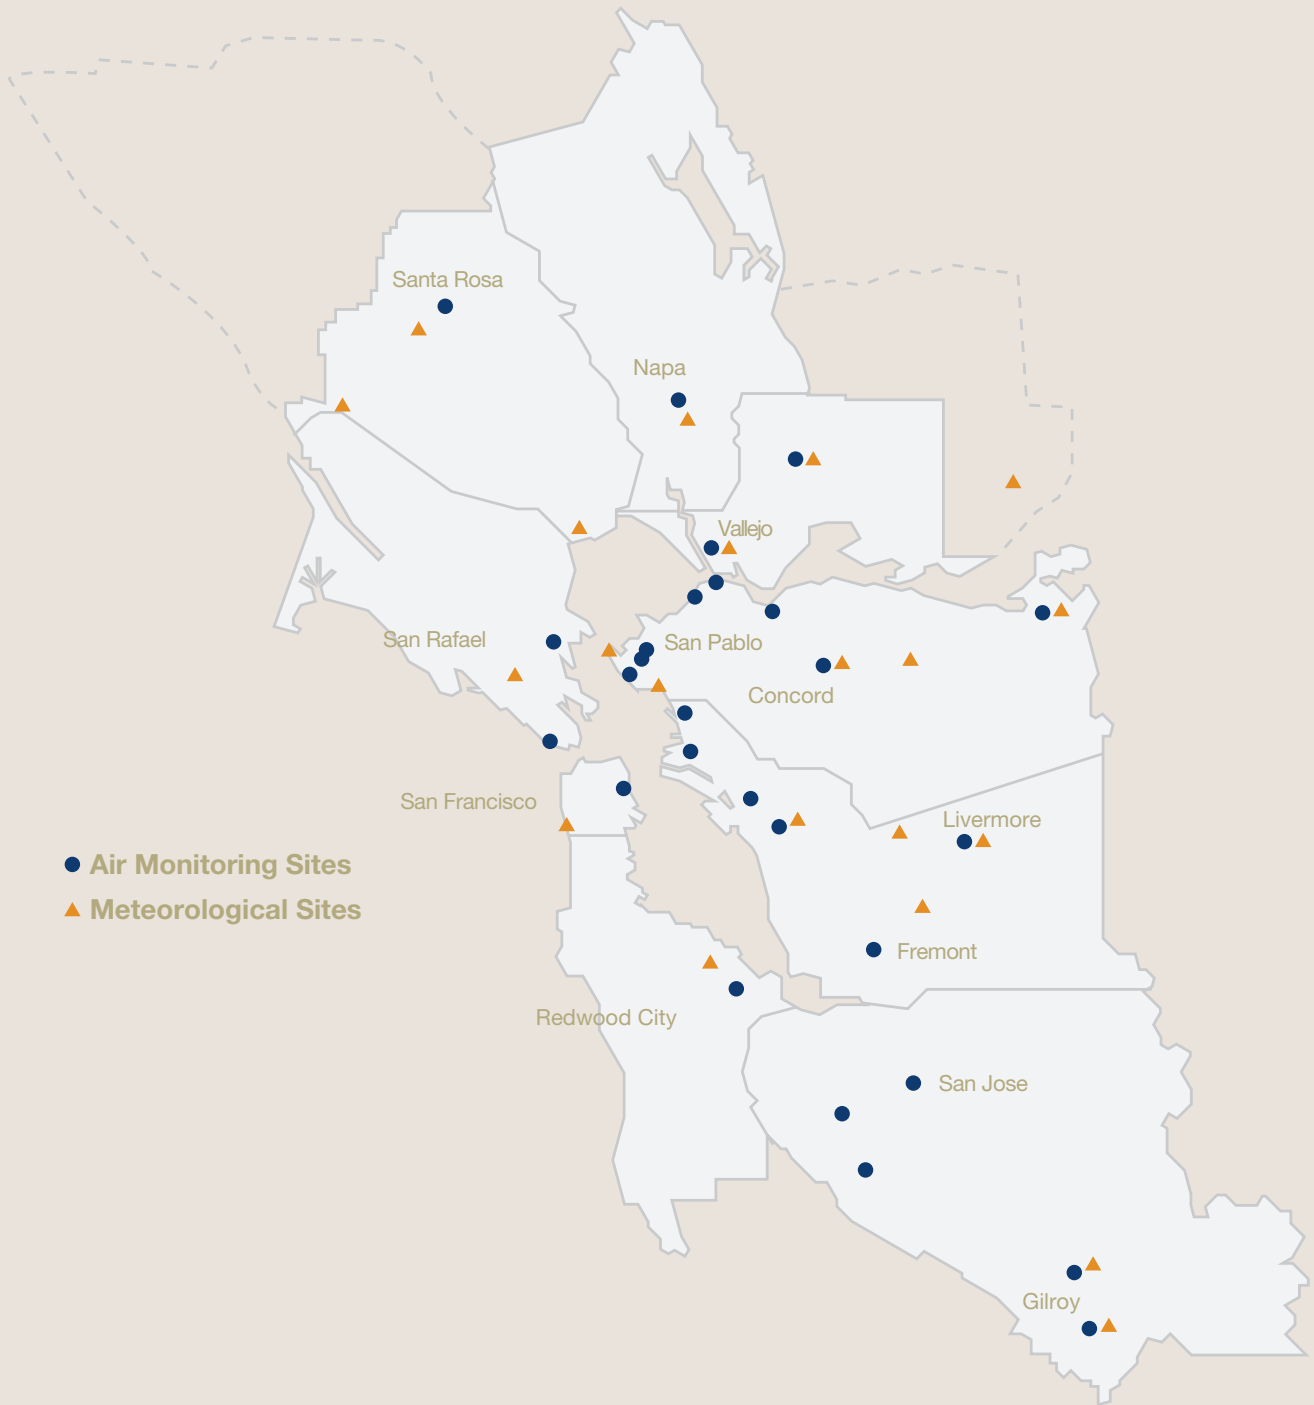 Santa Rosa
Napa
Vallejo
San Rafael
San Pablo
Concord
San Francisco
Livermore
Air Monitoring Sites
Meteorological Sites
Fremont
Redwood City
San Jose
Gilroy